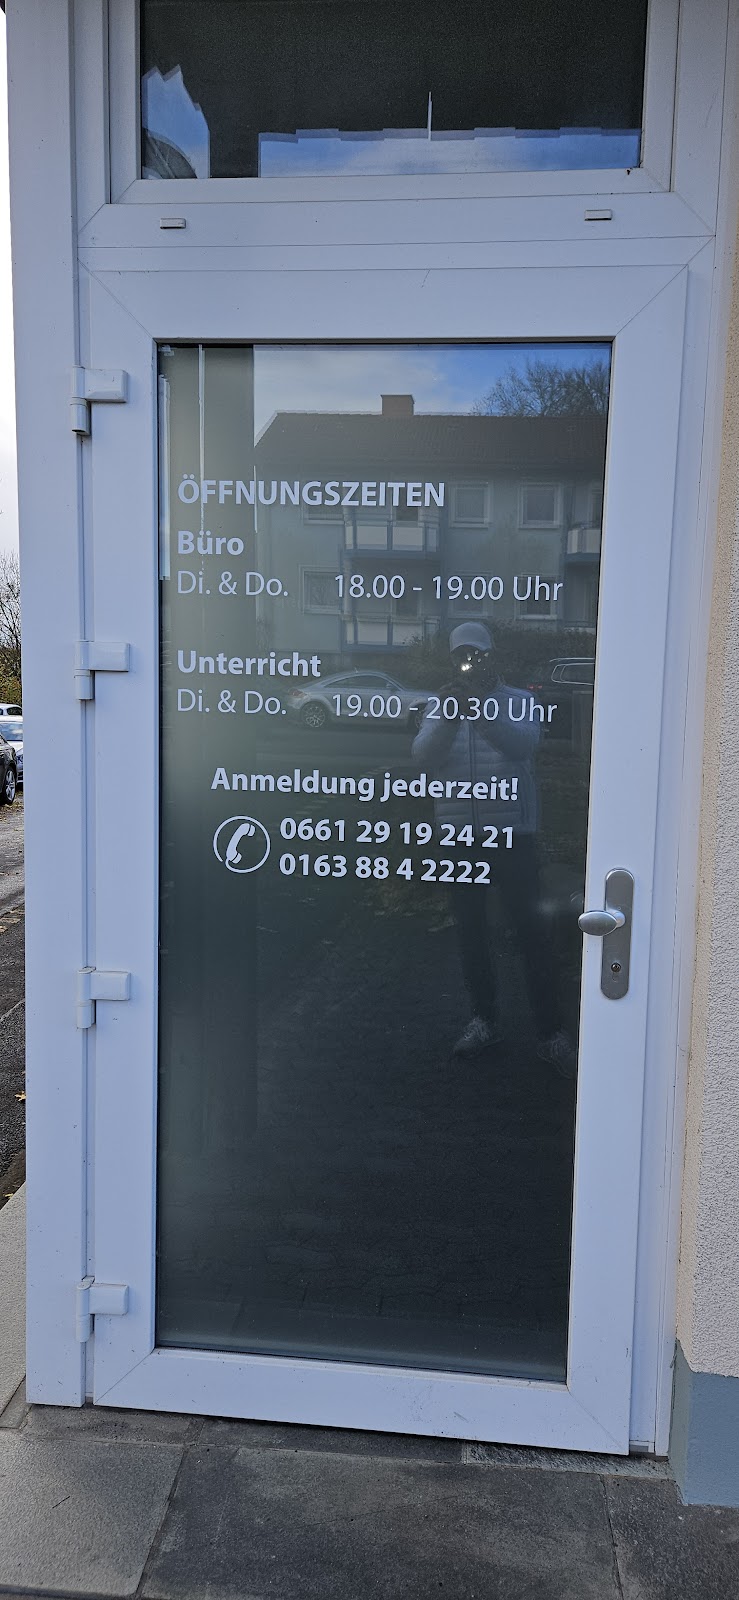 ÖFFNUNGSZEITEN
Büro
Di. & Do. 18.00 - 19.00 Uhr
Unterricht
Di. & Do. 19.00 - 20.30 Uhr
Anmeldung jederzeit!
0661 29 19 24 21
0163 88 4 2222